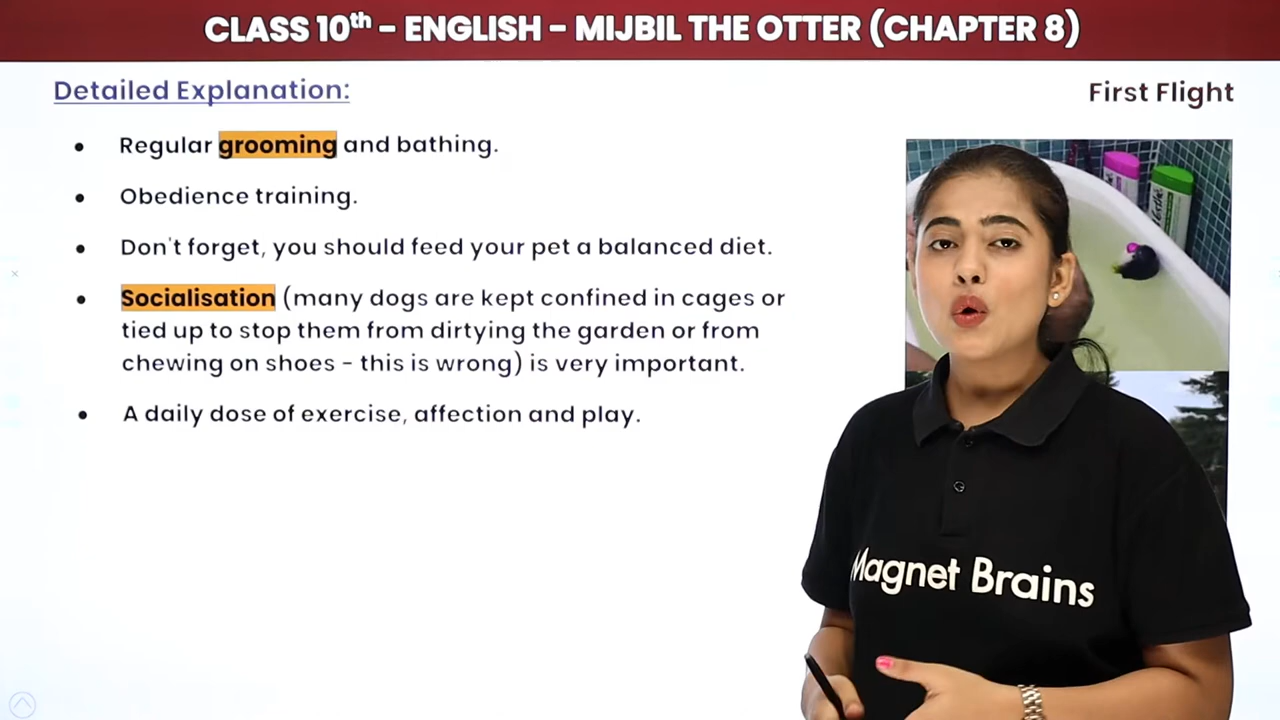 CLASS 10th - ENGLISH - MIJBIL THE OTTER (CHAPTER 8)
Detailed Explanation:
First Flight
• Regular grooming and bathing.
• Obedience training.
• Don't forget, you should feed your pet a balanced diet.
• Socialisation (many dogs are kept confined in cages or
tied up to stop them from dirtying the garden or from
chewing on shoes - this is wrong) is very important.
• A daily dose of exercise, affection and play.
Magnet Brains